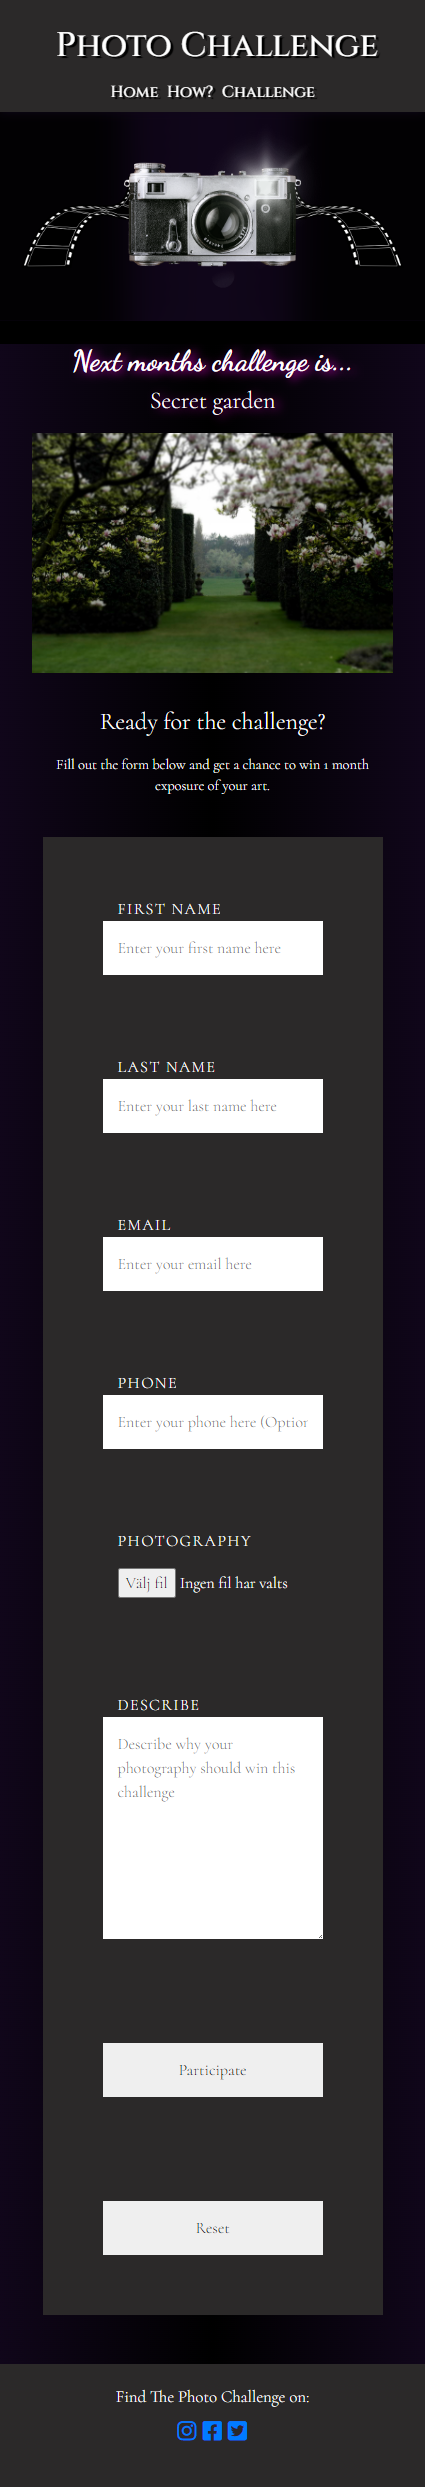 Photo Challenge
Home How? Challenge
Next months challenge is...
Secret garden
Ready for the challenge?
Fill out the form below and get a chance to win 1 month
exposure of your art.
FIRST NAME
Enter your first name here
LAST NAME
Enter your last name here
EMAIL
Enter your email here
PHONE
Enter your phone here (Option
PHOTOGRAPHY
Välj fil Ingen fil har valts
DESCRIBE
Describe why your
photography should win this
challenge
Participate
Reset
Find The Photo Challenge on: